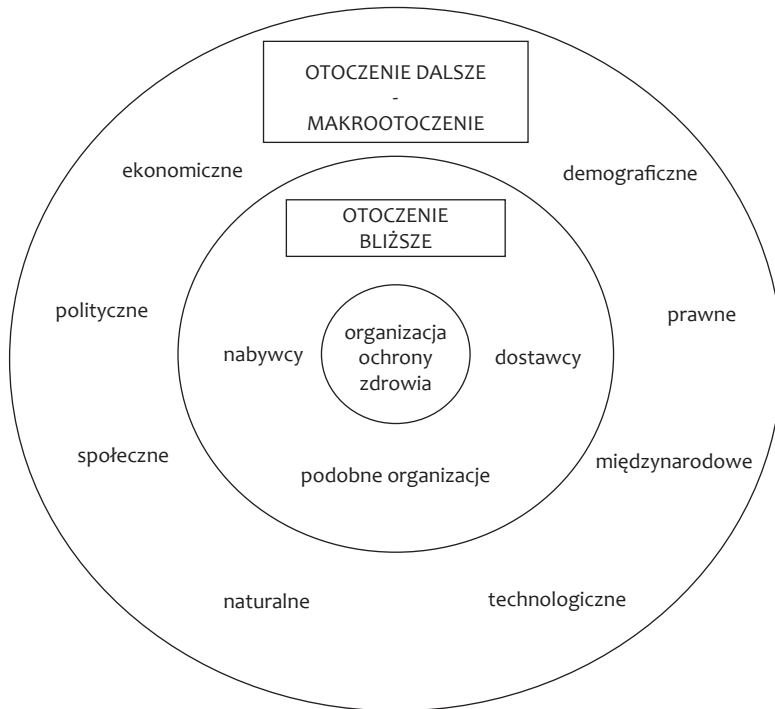 OTOCZENIE DALSZE
-
MAKROOTOCZENIE
ekonomiczne
demograficzne
OTOCZENIE
BLIŻSZE
polityczne
prawne
nabywcy
organizacja
ochrony
zdrowia
dostawcy
społeczne
międzynarodowe
podobne organizacje
naturalne
technologiczne